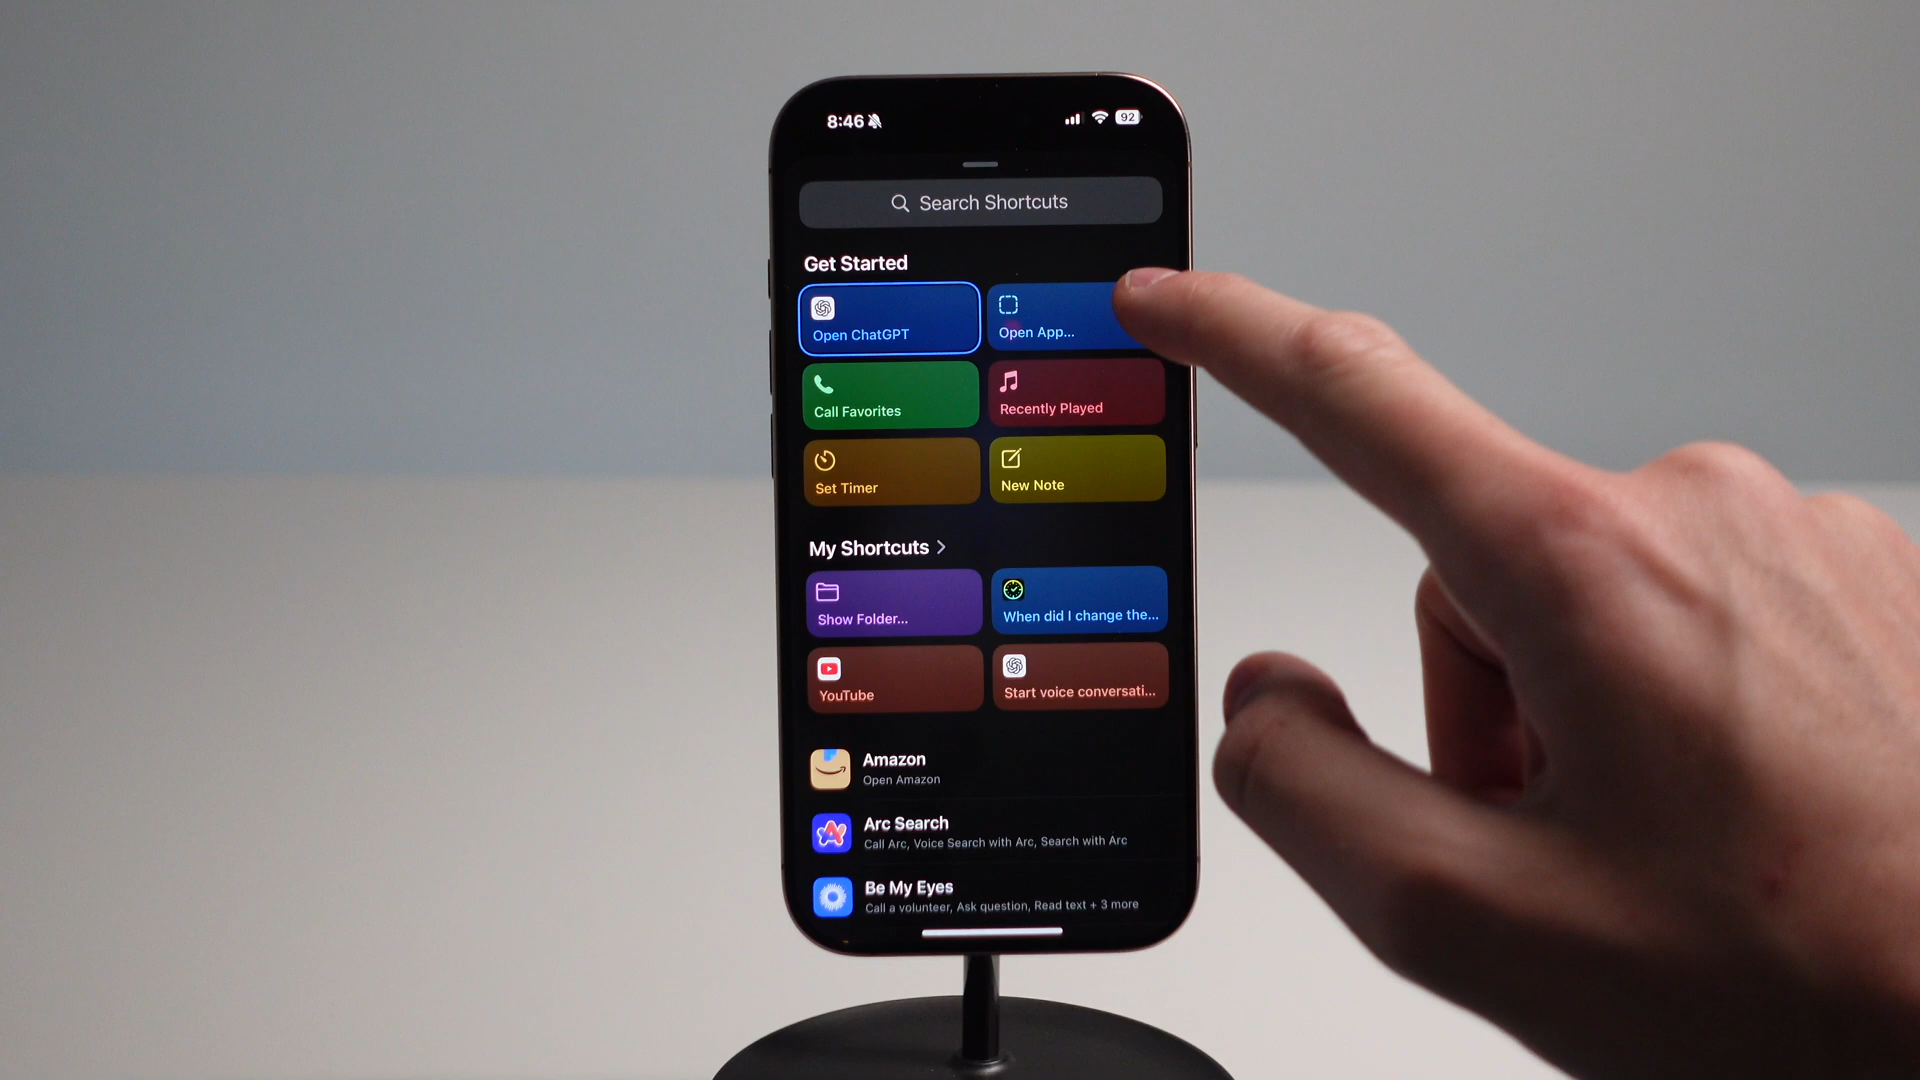 8:46
92
Search Shortcuts
Get Started
Open ChatGPT
Open App...
Call Favorites
Recently Played
Set Timer
New Note
My Shortcuts
Show Folder...
When did I change the...
YouTube
Start voice conversati...
Amazon
Open Amazon
Arc Search
Call Arc, Voice Search with Arc, Search with Arc
Be My Eyes
Call a volunteer, Ask question, Read text + 3 more